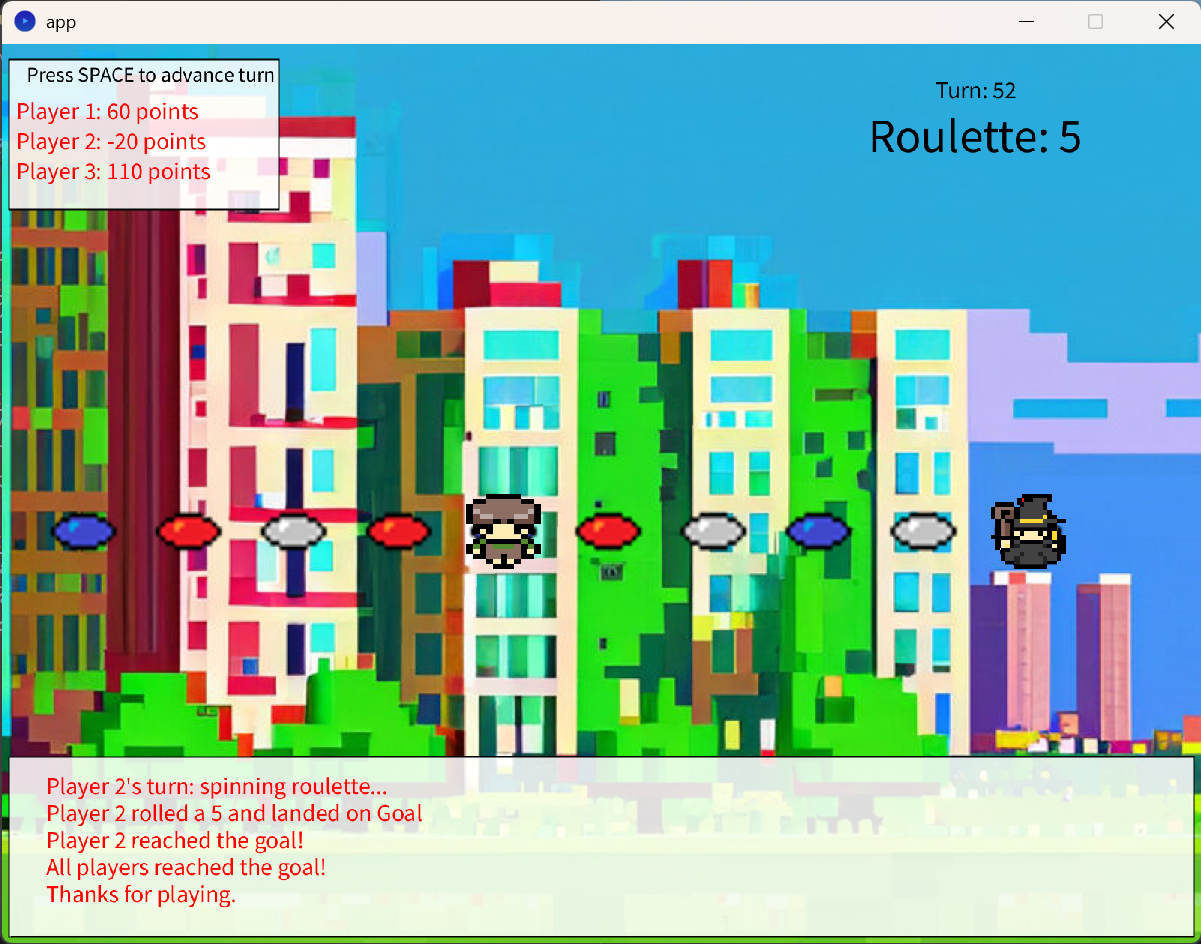 app
Press SPACE to advance turn
Player 1: 60 points
Player 2: -20 points
Player 3: 110 points
Turn: 52
Roulette: 5
Player 2's turn: spinning roulette...
Player 2 rolled a 5 and landed on Goal
Player 2 reached the goal!
All players reached the goal!
Thanks for playing.